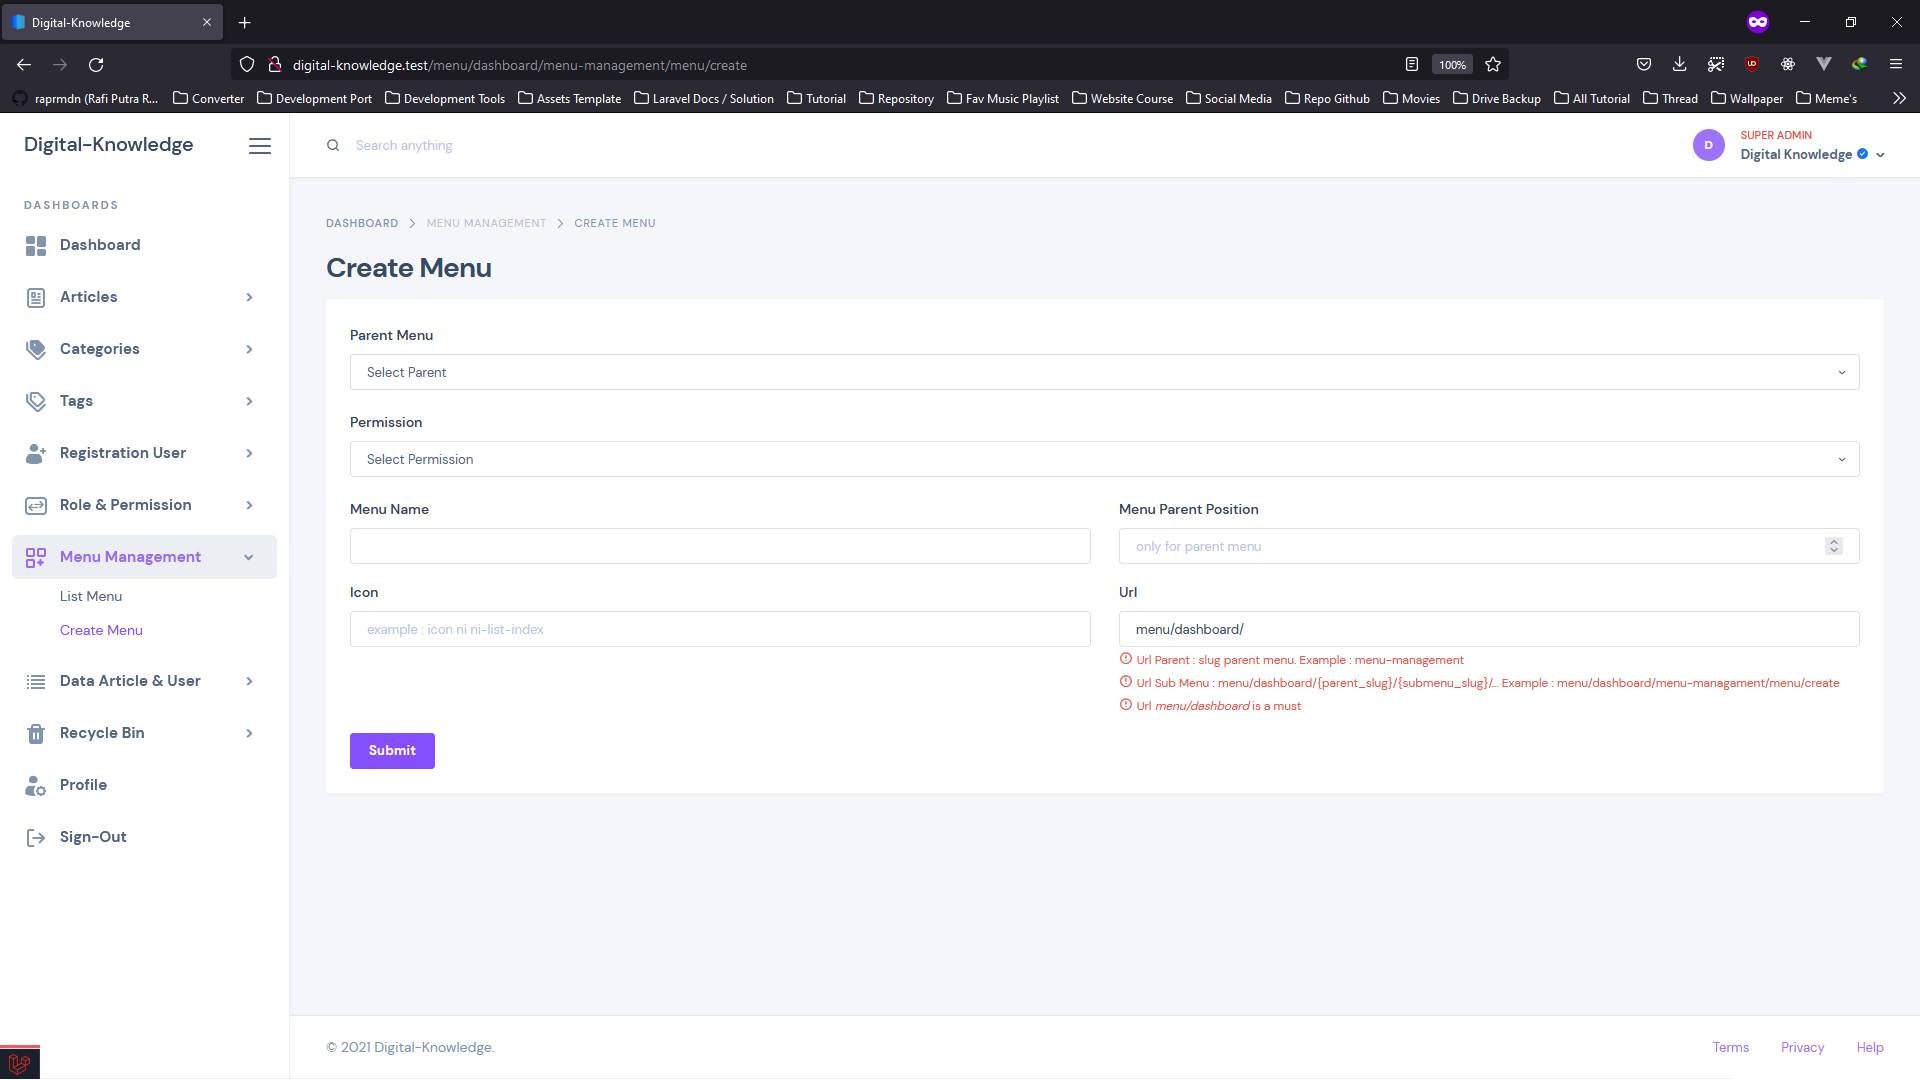 Digital-Knowledge
digital-knowledge.test/menu/dashboard/menu-management/menu/create
100%
raprmdn (Rafi Putra R...
Converter
Development Port
Development Tools
Assets Template
Laravel Docs / Solution
Tutorial
Repository
Fav Music Playlist
Website Course
Social Media
Repo Github
Movies
Drive Backup
All Tutorial
Thread
Wallpaper
Meme's
Digital-Knowledge
Search anything
D
SUPER ADMIN
Digital Knowledge
DASHBOARDS
Dashboard
Articles
Categories
Tags
Registration User
Role & Permission
Menu Management
List Menu
Create Menu
Data Article & User
Recycle Bin
Profile
Sign-Out
DASHBOARD > MENU MANAGEMENT > CREATE MENU
Create Menu
Parent Menu
Select Parent
Permission
Select Permission
Menu Name
Menu Parent Position
only for parent menu
Icon
example : icon ni ni-list-index
Url
menu/dashboard/
Url Parent : slug parent menu. Example : menu-management
Url Sub Menu : menu/dashboard/{parent_slug}/{submenu_slug}/... Example : menu/dashboard/menu-managament/menu/create
Url menu/dashboard is a must
Submit
© 2021 Digital-Knowledge.
Terms
Privacy
Help